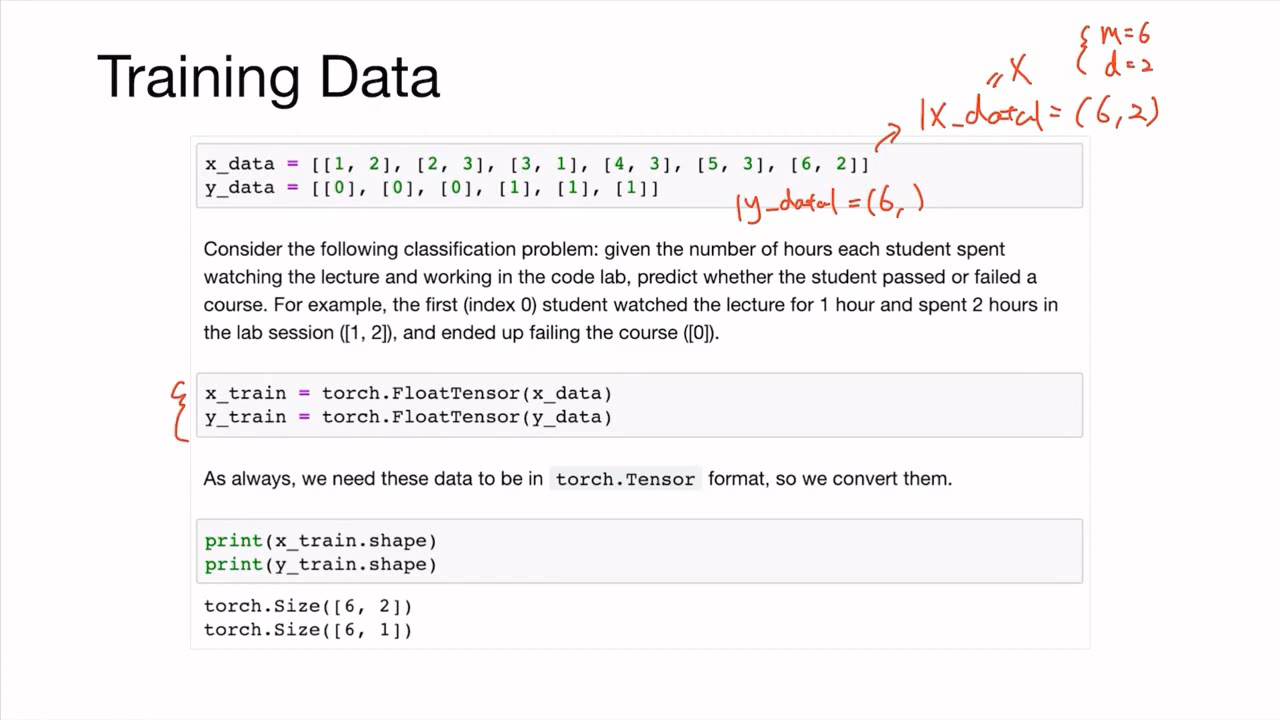 Training Data
m=6
d=2
"X
|x_data| = (6,2)
x_data = [[1, 2], [2, 3], [3, 1], [4, 3], [5, 3], [6, 2]]
y_data = [[0], [0], [0], [1], [1], [1]]
|y_data| = (6, )
Consider the following classification problem: given the number of hours each student spent
watching the lecture and working in the code lab, predict whether the student passed or failed a
course. For example, the first (index 0) student watched the lecture for 1 hour and spent 2 hours in
the lab session ([1, 2]), and ended up failing the course ([0]).
x_train = torch.FloatTensor(x_data)
y_train = torch.FloatTensor(y_data)
As always, we need these data to be in torch.Tensor format, so we convert them.
print(x_train.shape)
print(y_train.shape)
torch.Size([6, 2])
torch.Size([6, 1])